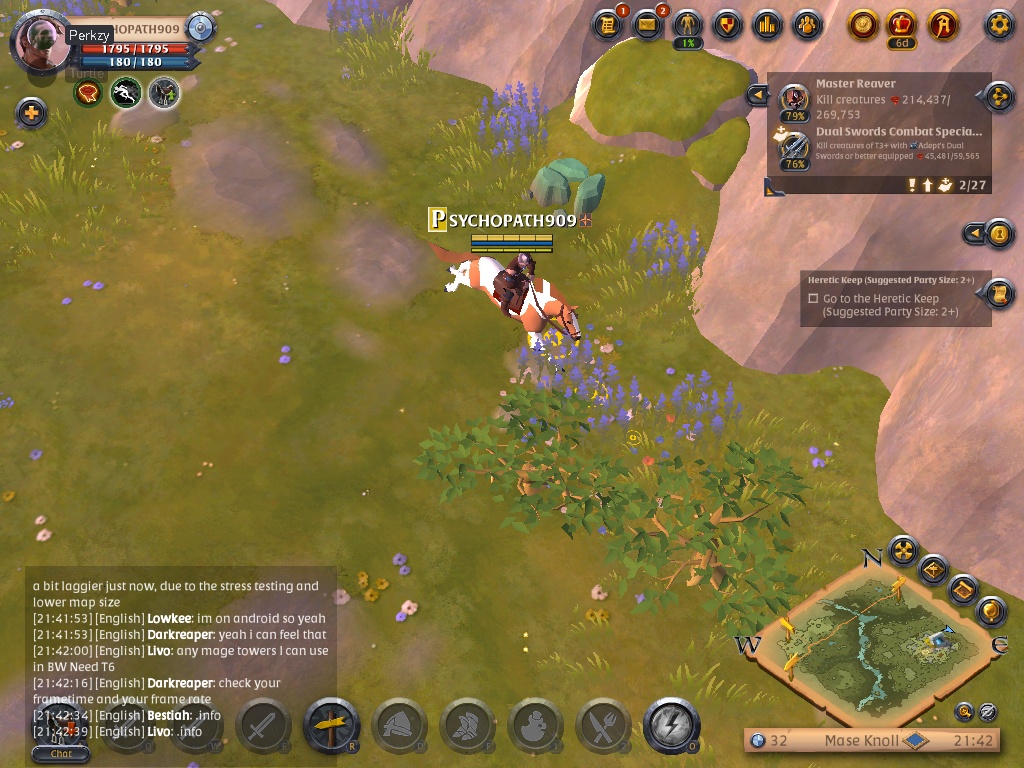 Perkzy
HOPATH909
1795 / 1795
180 / 180
Turtle
1
2
1%
6d
Master Reaver
Kill creatures 214,437/
269,753
79%
Dual Swords Combat Specia...
Kill creatures of T3+ with Adept's Dual
Swords or better equipped 45,481/59,565
76%
2/27
PSYCHOPATH909
Heretic Keep (Suggested Party Size: 2+)
Go to the Heretic Keep
(Suggested Party Size: 2+)
a bit laggier just now, due to the stress testing and
lower map size
[21:41:53] [English] Lowkee: im on android so yeah
[21:41:53] [English] Darkreaper: yeah i can feel that
[21:42:00] [English] Livo: any mage towers I can use
in BW Need T6
[21:42:16] [English] Darkreaper: check your
frametime and your frame rate
[21:42:34] [English] Bestiah: .info
[21:42:39] [English] Livo: .info
Chat
R
O
N
W
E
32
Mase Knoll
21:42